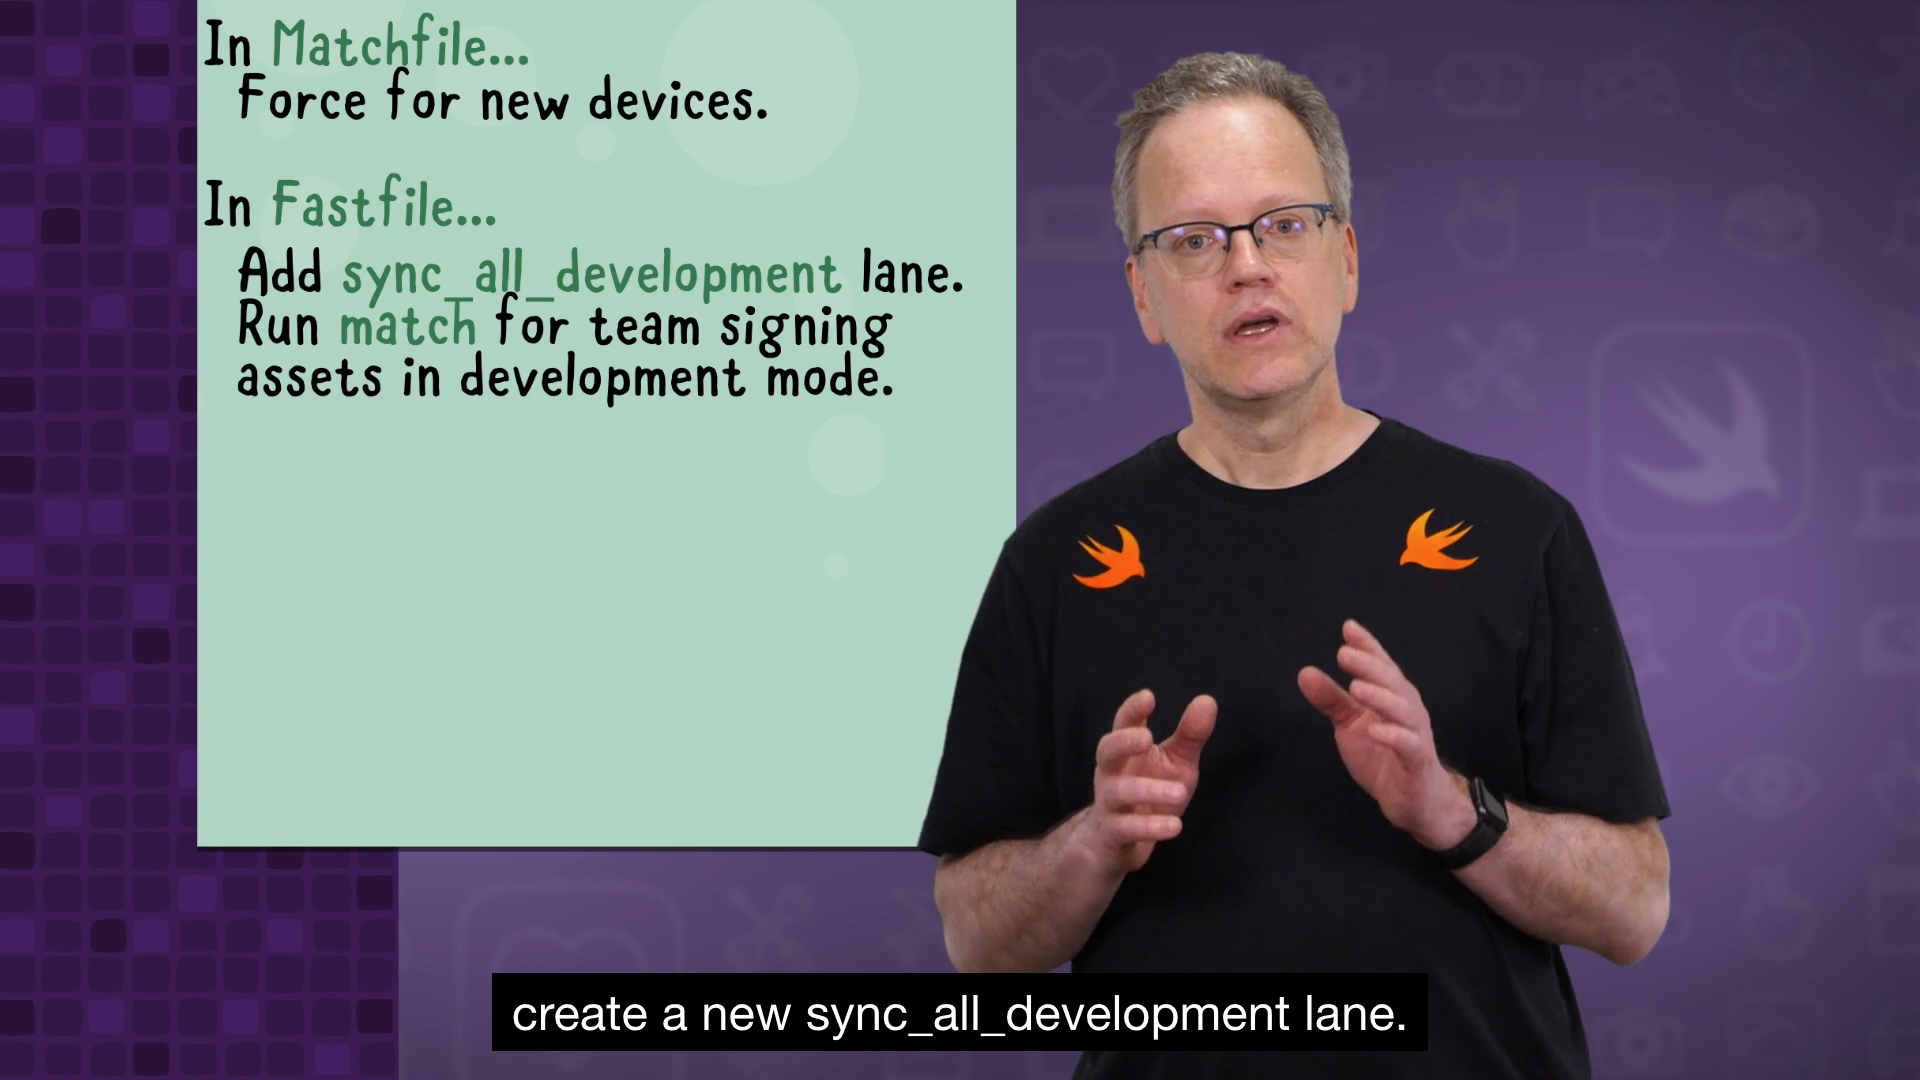 In Matchfile...
Force for new devices.
In Fastfile...
Add sync_all_development lane.
Run match for team signing
assets in development mode.
create a new sync_all_development lane.